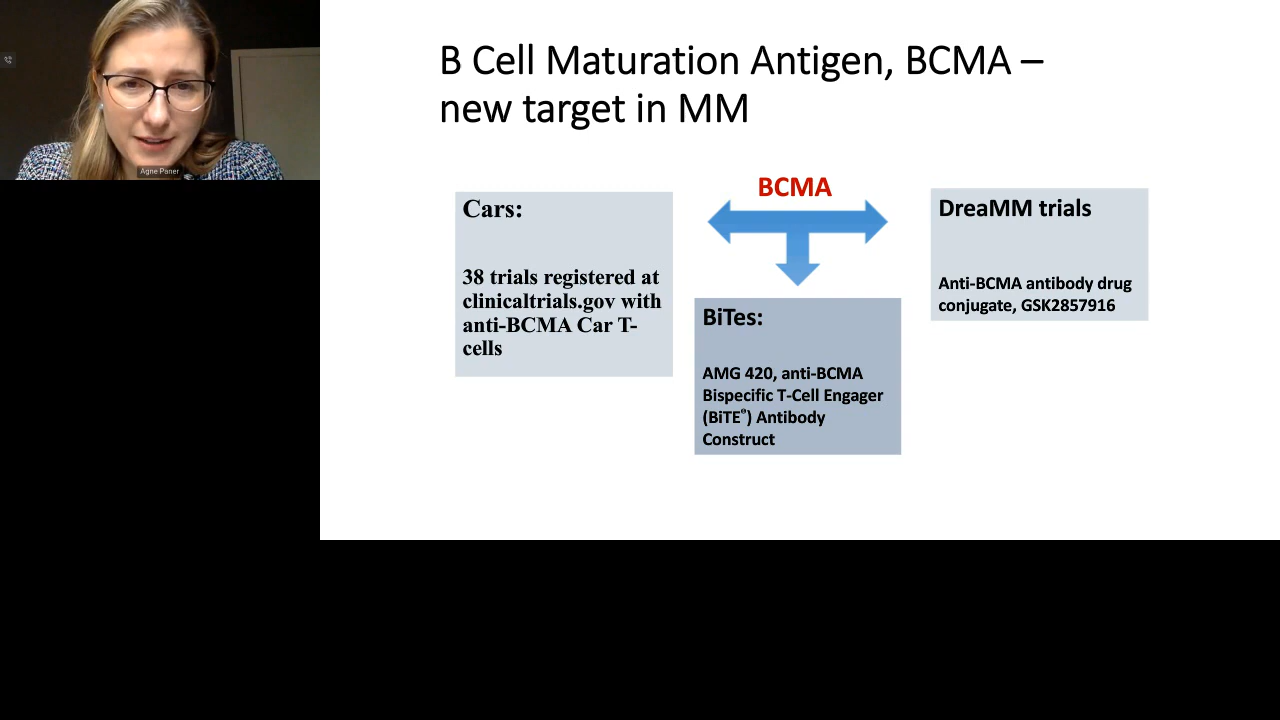 Agne Paner
B Cell Maturation Antigen, BCMA –
new target in MM
BCMA
Cars:
38 trials registered at
clinicaltrials.gov with
anti-BCMA Car T-
cells
BiTes:
AMG 420, anti-BCMA
Bispecific T-Cell Engager
(BiTE®) Antibody
Construct
DreaMM trials
Anti-BCMA antibody drug
conjugate, GSK2857916